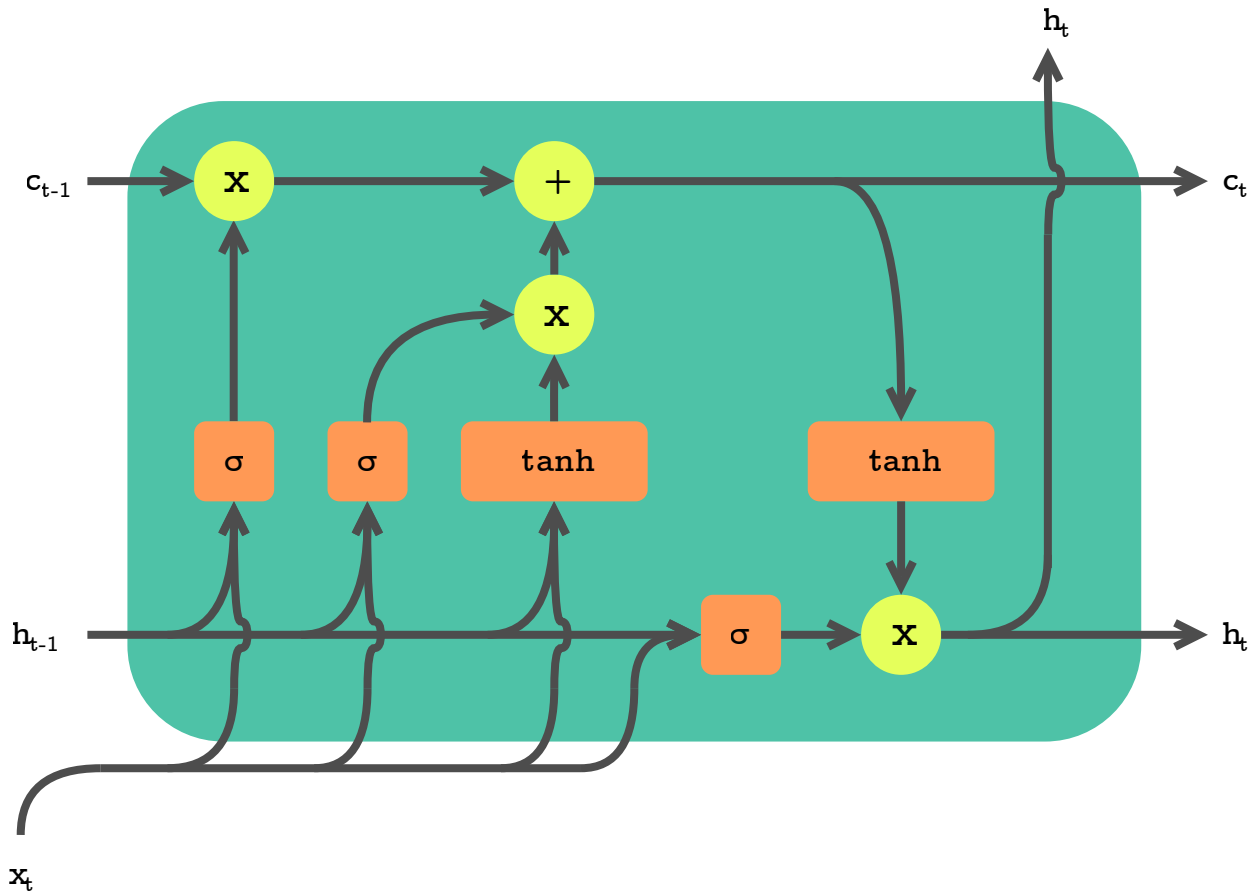 hₜ
cₜ₋₁ x + cₜ
x
σ σ tanh tanh
hₜ₋₁ σ x hₜ
xₜ